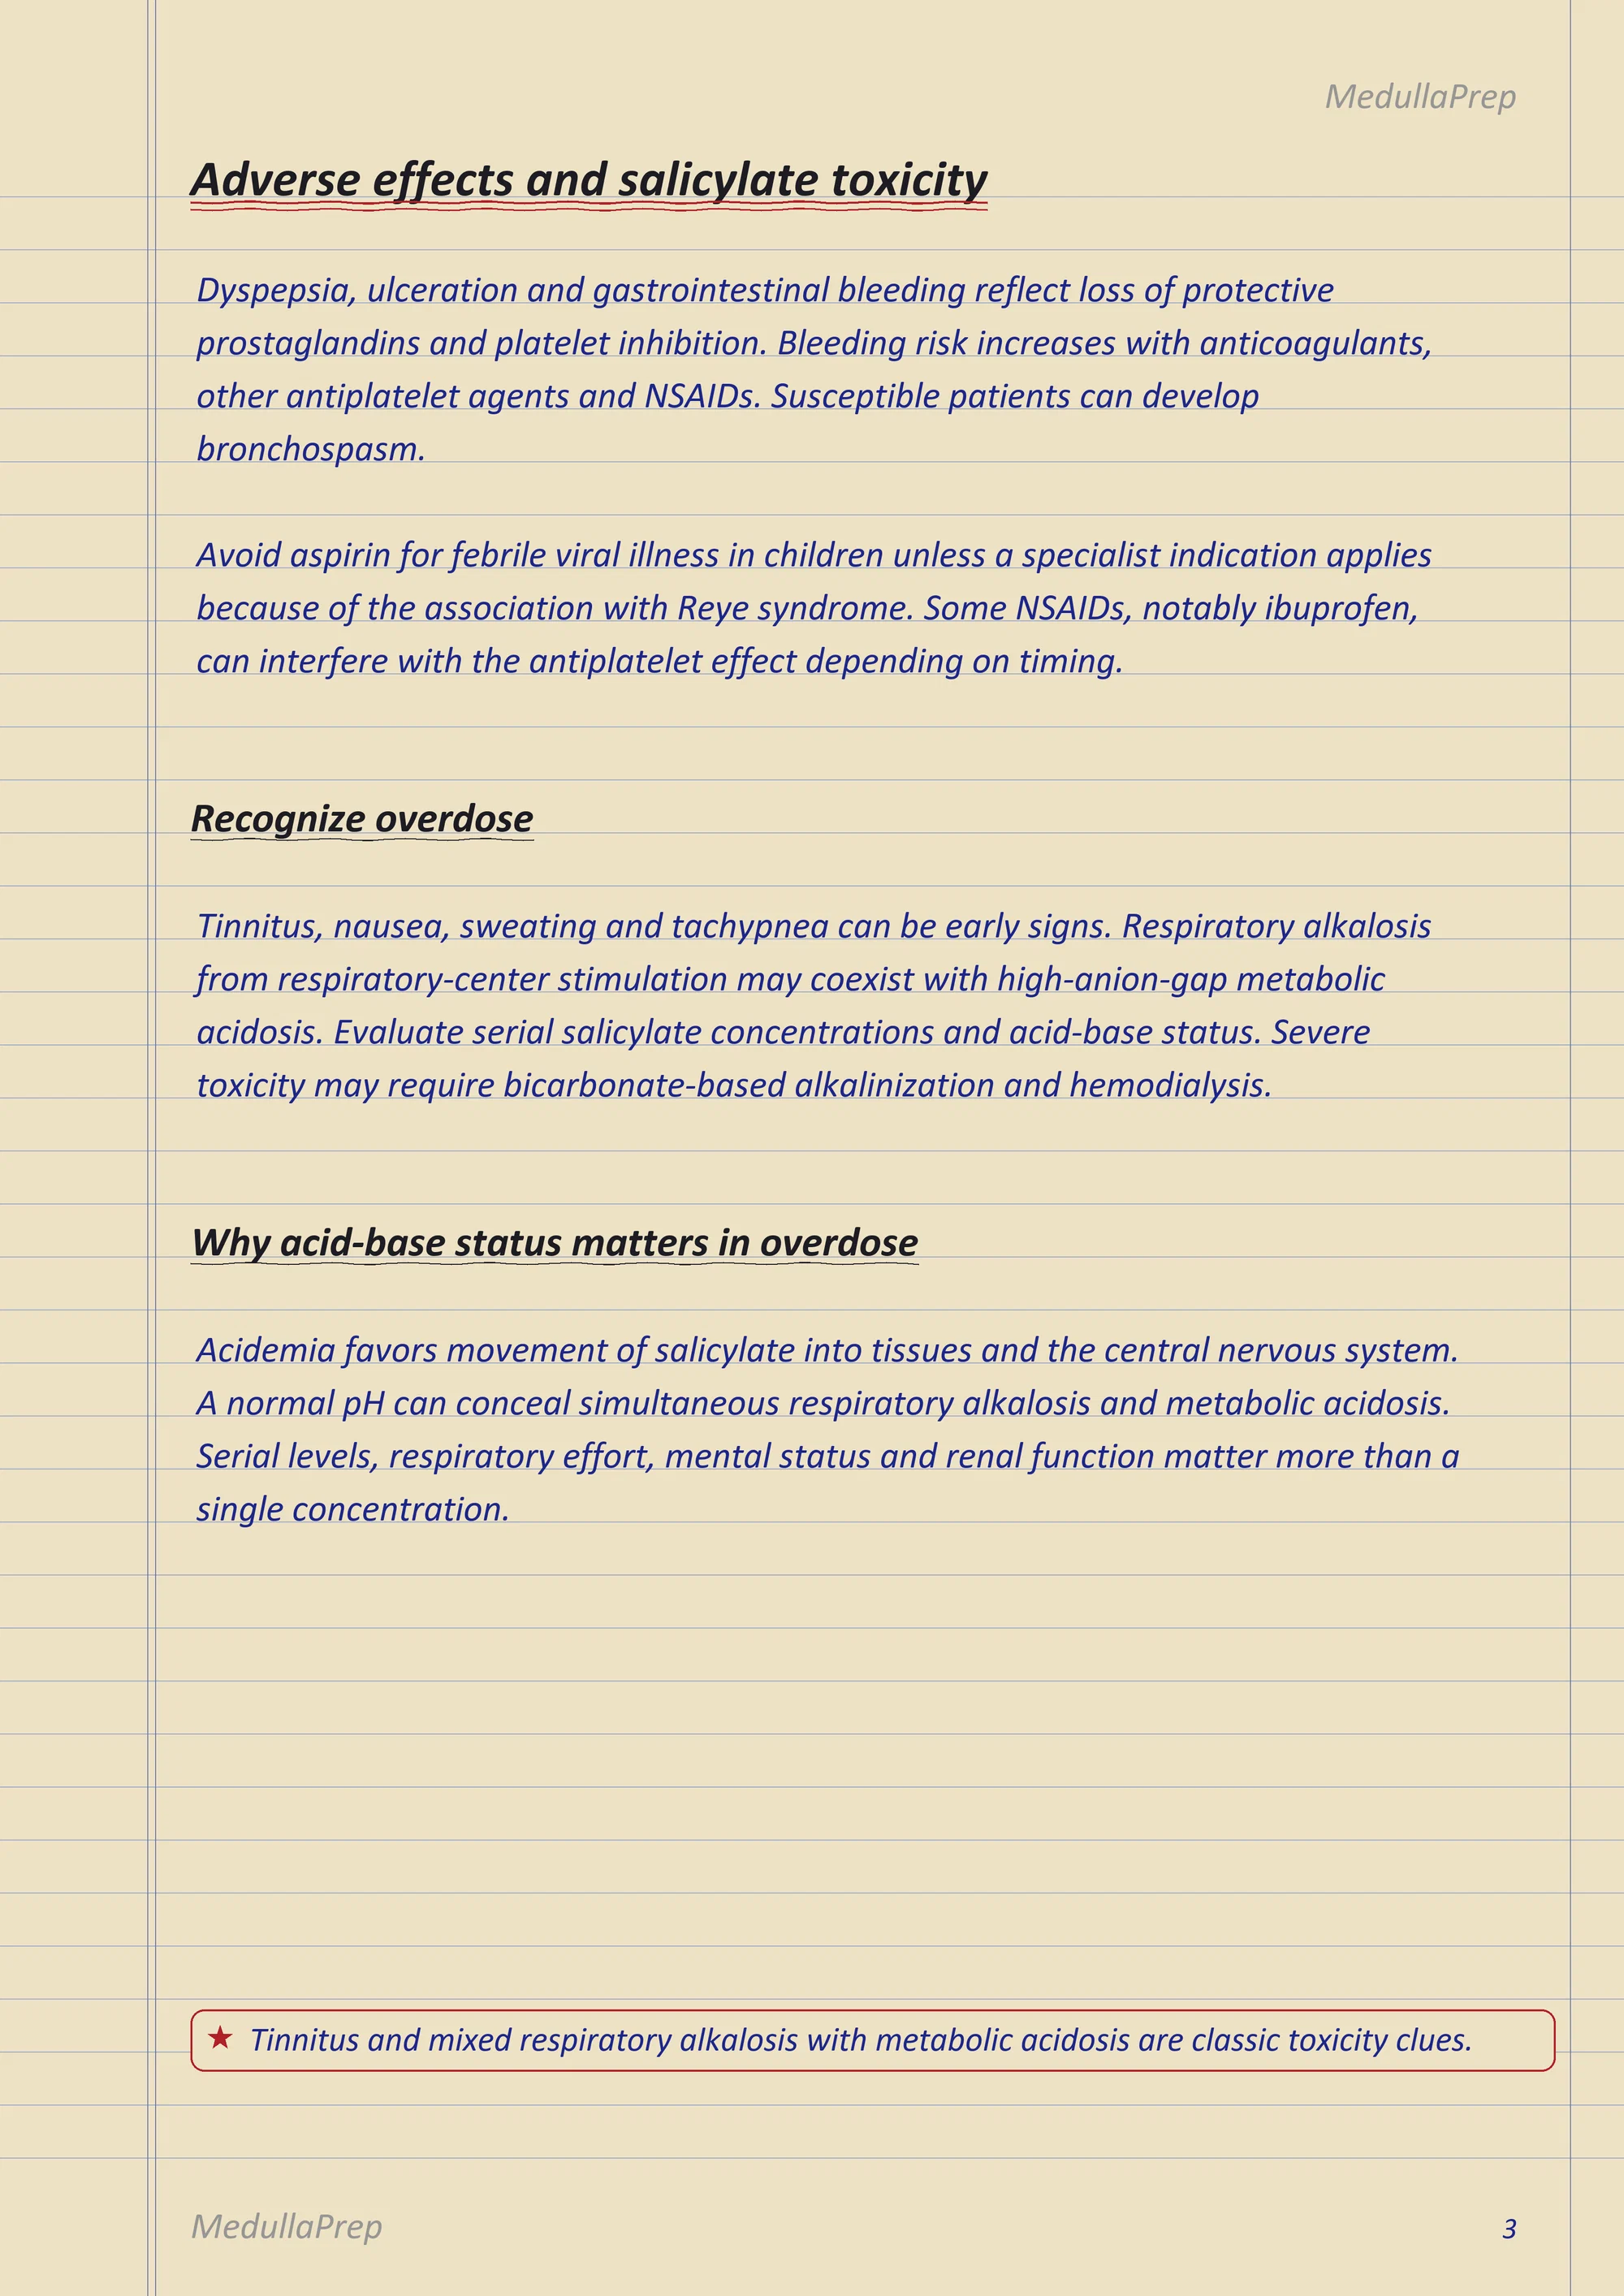 MedullaPrep
Adverse effects and salicylate toxicity
Dyspepsia, ulceration and gastrointestinal bleeding reflect loss of protective
prostaglandins and platelet inhibition. Bleeding risk increases with anticoagulants,
other antiplatelet agents and NSAIDs. Susceptible patients can develop
bronchospasm.
Avoid aspirin for febrile viral illness in children unless a specialist indication applies
because of the association with Reye syndrome. Some NSAIDs, notably ibuprofen,
can interfere with the antiplatelet effect depending on timing.
Recognize overdose
Tinnitus, nausea, sweating and tachypnea can be early signs. Respiratory alkalosis
from respiratory-center stimulation may coexist with high-anion-gap metabolic
acidosis. Evaluate serial salicylate concentrations and acid-base status. Severe
toxicity may require bicarbonate-based alkalinization and hemodialysis.
Why acid-base status matters in overdose
Acidemia favors movement of salicylate into tissues and the central nervous system.
A normal pH can conceal simultaneous respiratory alkalosis and metabolic acidosis.
Serial levels, respiratory effort, mental status and renal function matter more than a
single concentration.
★ Tinnitus and mixed respiratory alkalosis with metabolic acidosis are classic toxicity clues.
MedullaPrep
3